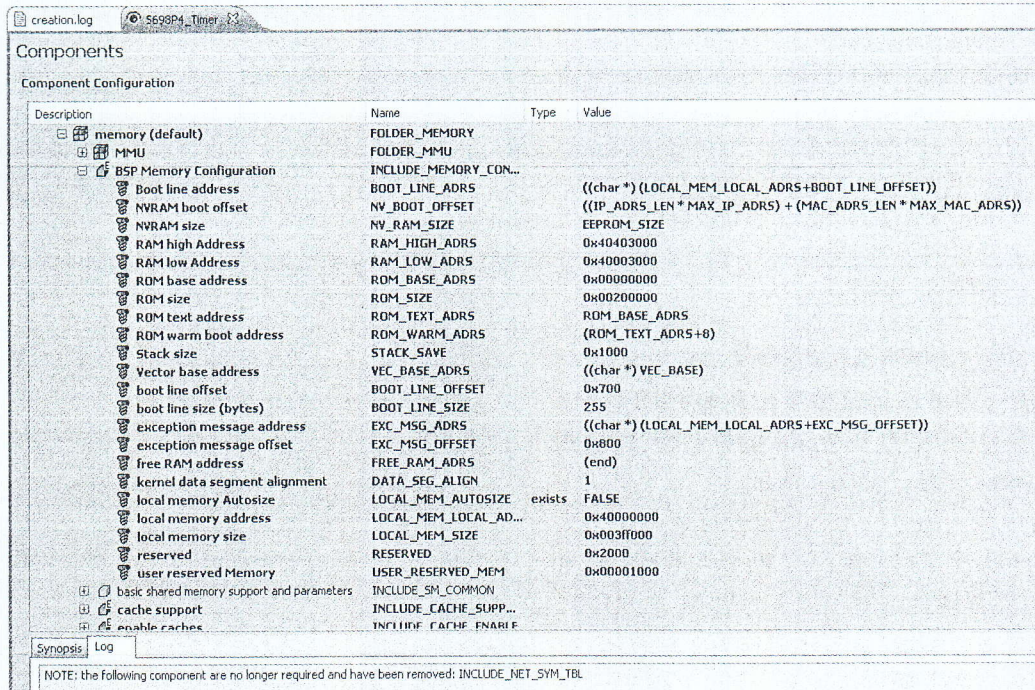 creation.log S698P4_Timer
Components
Component Configuration
Description Name Type Value
memory (default) FOLDER_MEMORY
MMU FOLDER_MMU
BSP Memory Configuration INCLUDE_MEMORY_CON...
Boot line address BOOT_LINE_ADRS ((char *) (LOCAL_MEM_LOCAL_ADRS+BOOT_LINE_OFFSET))
NVRAM boot offset NV_BOOT_OFFSET ((IP_ADRS_LEN * MAX_IP_ADRS) + (MAC_ADRS_LEN * MAX_MAC_ADRS))
NVRAM size NV_RAM_SIZE EEPROM_SIZE
RAM high Address RAM_HIGH_ADRS 0x40403000
RAM low Address RAM_LOW_ADRS 0x40003000
ROM base address ROM_BASE_ADRS 0x00000000
ROM size ROM_SIZE 0x00200000
ROM text address ROM_TEXT_ADRS ROM_BASE_ADRS
ROM warm boot address ROM_WARM_ADRS (ROM_TEXT_ADRS+8)
Stack size STACK_SAVE 0x1000
Vector base address VEC_BASE_ADRS ((char *) VEC_BASE)
boot line offset BOOT_LINE_OFFSET 0x700
boot line size (bytes) BOOT_LINE_SIZE 255
exception message address EXC_MSG_ADRS ((char *) (LOCAL_MEM_LOCAL_ADRS+EXC_MSG_OFFSET))
exception message offset EXC_MSG_OFFSET 0x800
free RAM address FREE_RAM_ADRS (end)
kernel data segment alignment DATA_SEG_ALIGN 1
local memory Autosize LOCAL_MEM_AUTOSIZE exists FALSE
local memory address LOCAL_MEM_LOCAL_AD... 0x40000000
local memory size LOCAL_MEM_SIZE 0x003ff000
reserved RESERVED 0x2000
user reserved Memory USER_RESERVED_MEM 0x00001000
basic shared memory support and parameters INCLUDE_SM_COMMON
cache support INCLUDE_CACHE_SUPP...
enable caches INCLUDE_CACHE_ENABLE
Synopsis Log
NOTE: the following component are no longer required and have been removed: INCLUDE_NET_SYM_TBL